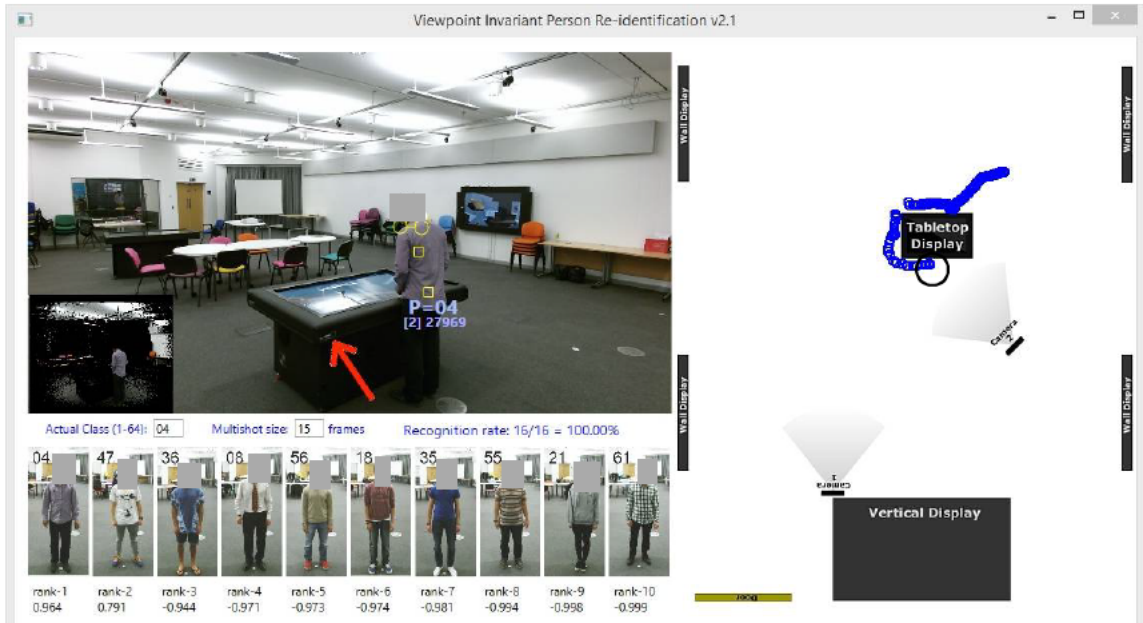 Viewpoint Invariant Person Re-identification v2.1
P=04
[2] 27969
Actual Class (1-64): 04 Multishot size: 15 frames Recognition rate: 16/16 = 100.00%
04 47 36 08 56 18 35 55 21 61
rank-1 rank-2 rank-3 rank-4 rank-5 rank-6 rank-7 rank-8 rank-9 rank-10
0.964 0.791 -0.944 -0.971 -0.973 -0.974 -0.981 -0.994 -0.998 -0.999
Wall Display
Wall Display
Tabletop
Display
Camera
2
Wall Display
Wall Display
Camera
1
Vertical Display
Door